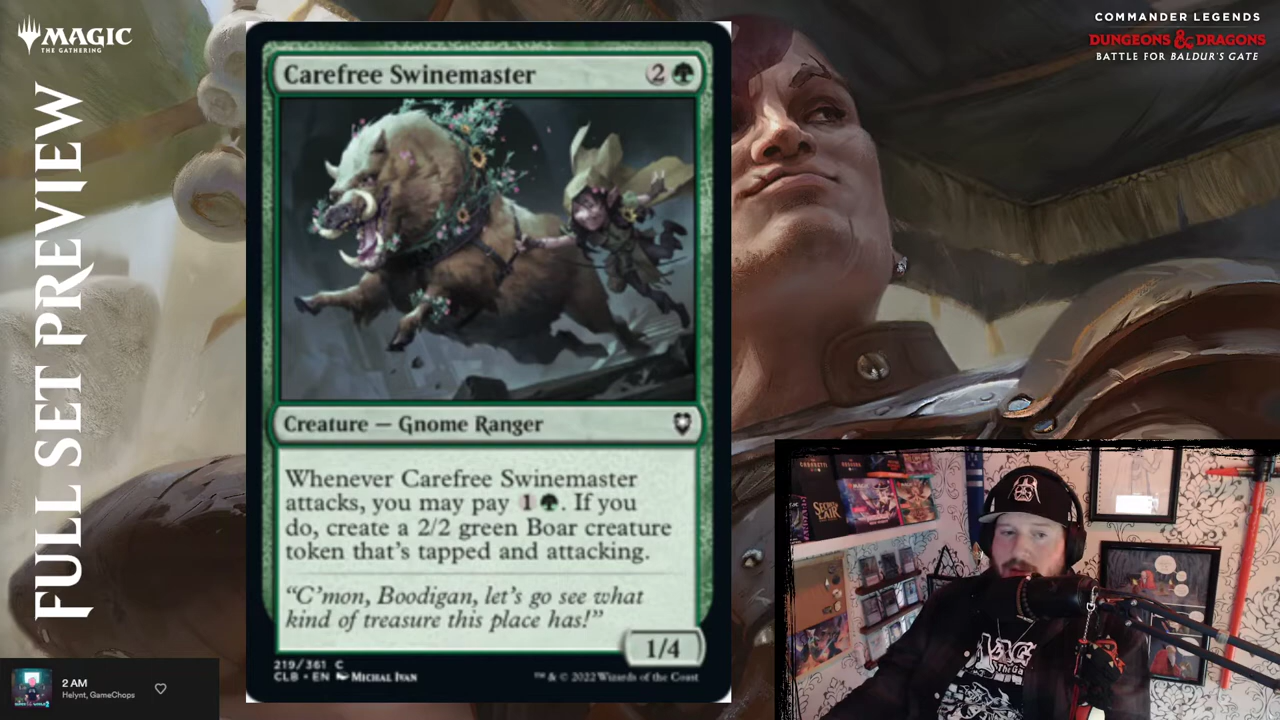 MAGIC
THE GATHERING
FULL SET PREVIEW
COMMANDER LEGENDS
DUNGEONS & DRAGONS
BATTLE FOR BALDUR'S GATE
Carefree Swinemaster 2
Creature — Gnome Ranger
Whenever Carefree Swinemaster
attacks, you may pay 1 . If you
do, create a 2/2 green Boar creature
token that's tapped and attacking.
"C'mon, Boodigan, let's go see what
kind of treasure this place has!"
1/4
219/361 C
CLB • EN MICHAL IVAN
™ & © 2022 Wizards of the Coast
2 AM
Helynt, GameChops
SECRET
LAIR
MAGIC